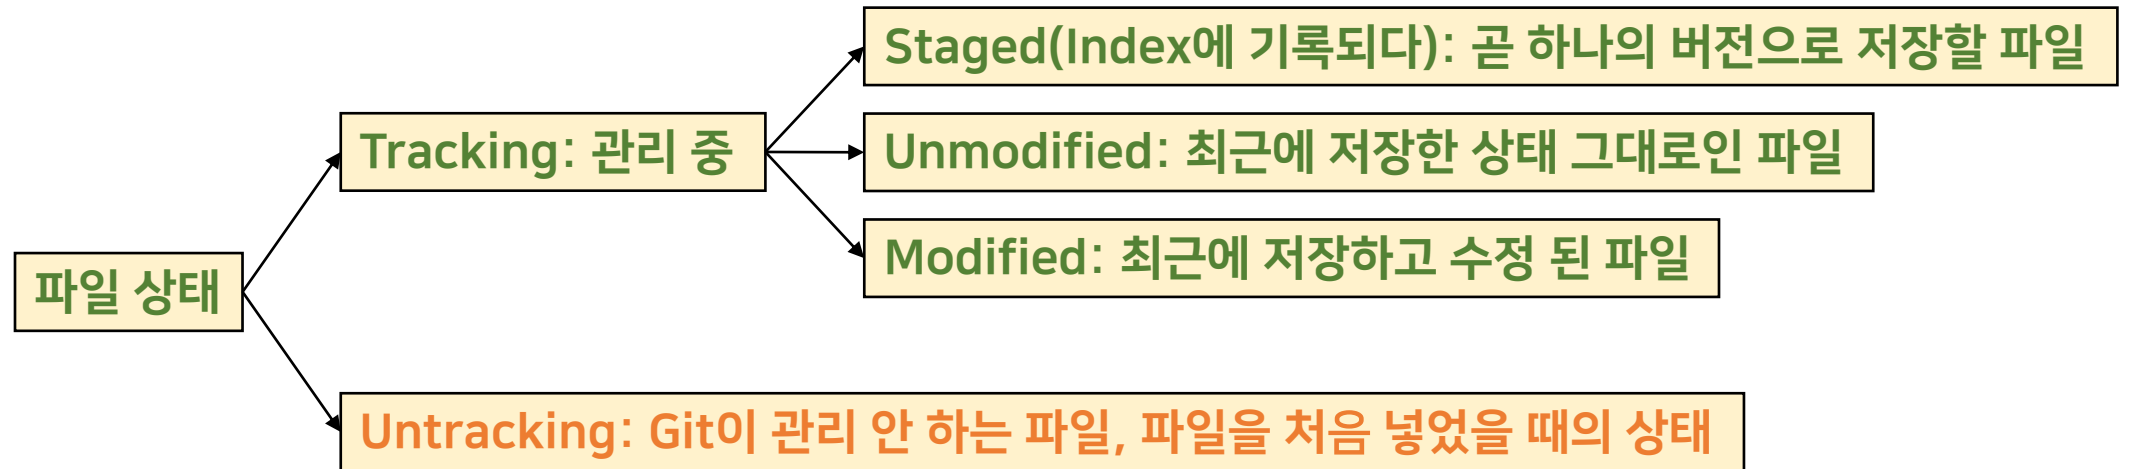 Staged(Index에 기록되다): 곧 하나의 버전으로 저장할 파일
Tracking: 관리 중
Unmodified: 최근에 저장한 상태 그대로인 파일
Modified: 최근에 저장하고 수정 된 파일
파일 상태
Untracking: Git이 관리 안 하는 파일, 파일을 처음 넣었을 때의 상태